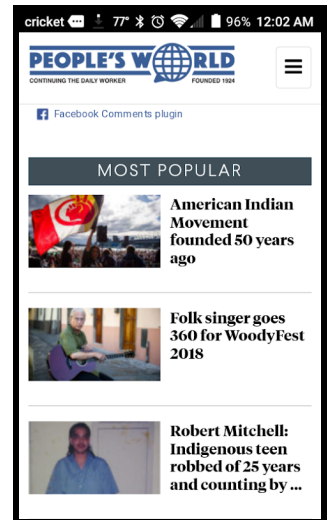 cricket 77° 96% 12:02 AM
PEOPLE'S WORLD
CONTINUING THE DAILY WORKER FOUNDED 1924
Facebook Comments plugin
MOST POPULAR
American Indian
Movement
founded 50 years
ago
Folk singer goes
360 for WoodyFest
2018
Robert Mitchell:
Indigenous teen
robbed of 25 years
and counting by ...